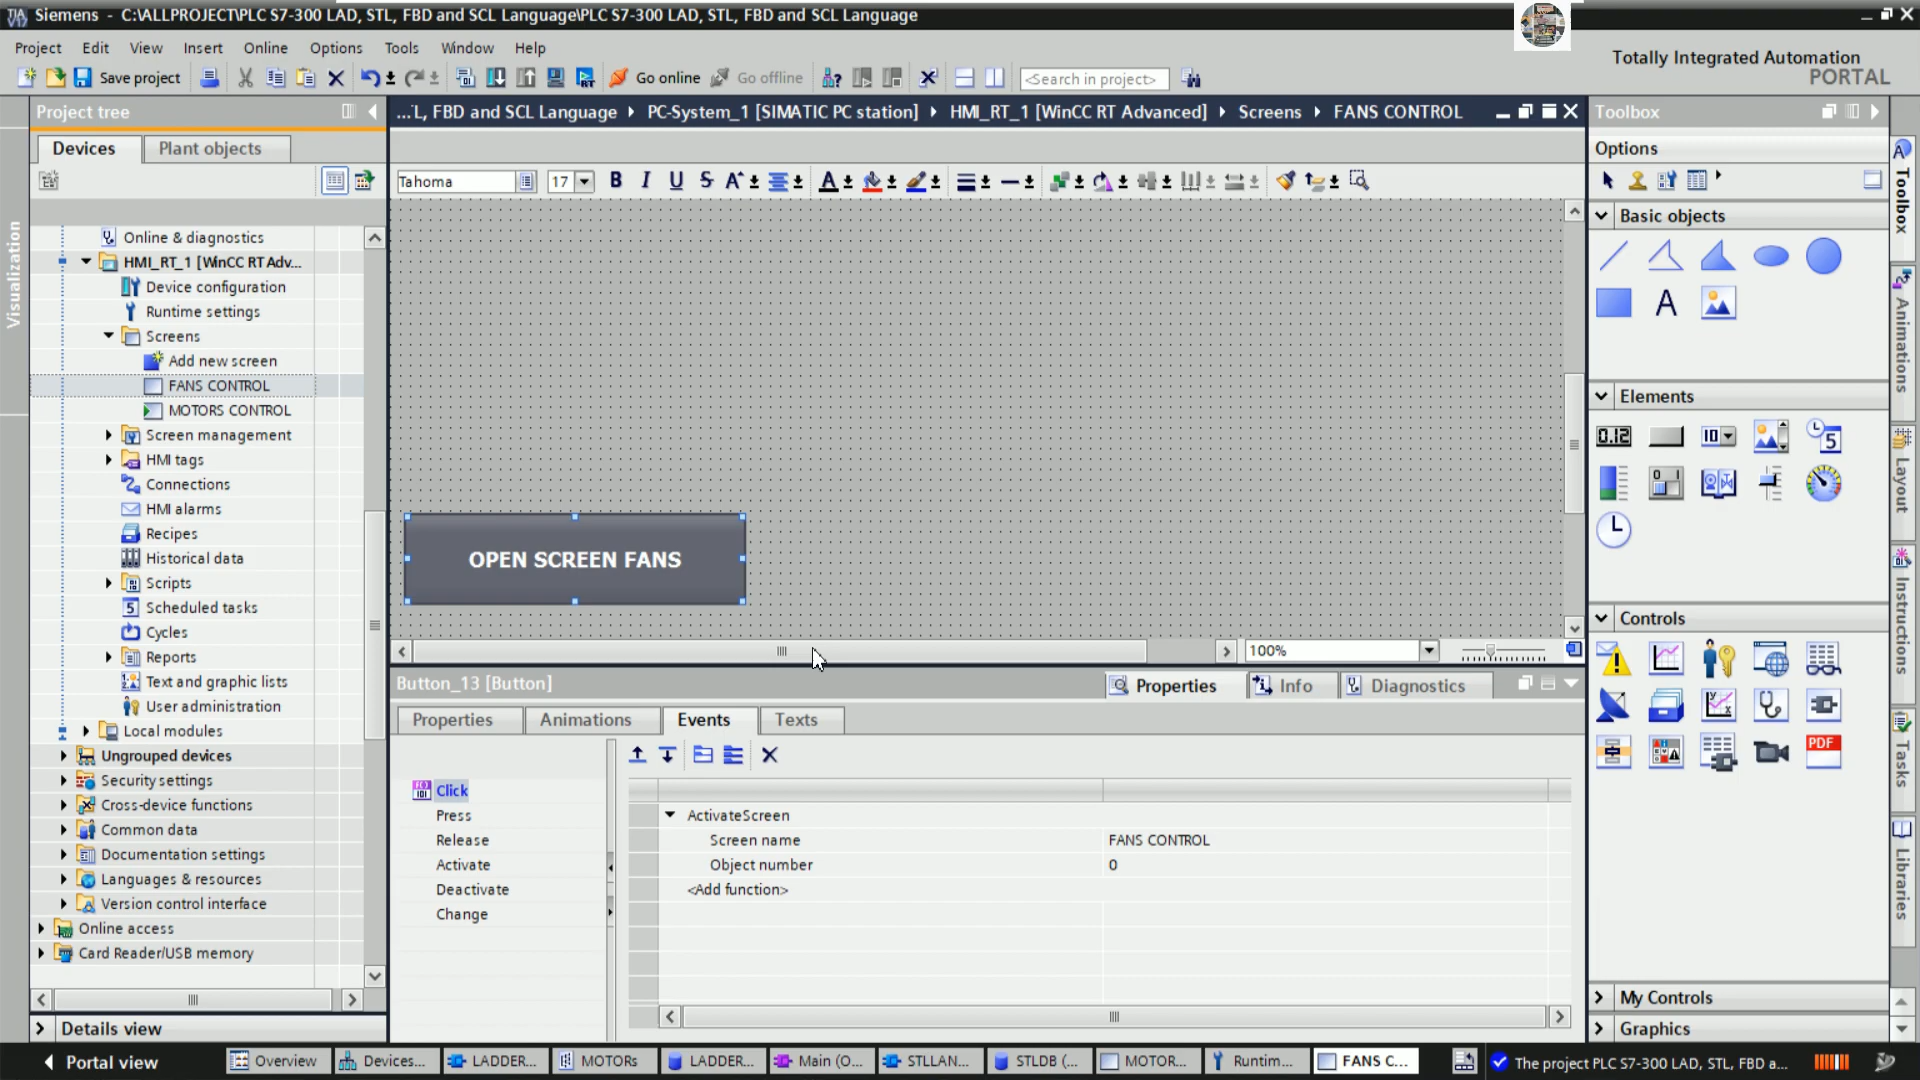 Siemens - C:\ALLPROJECT\PLC S7-300 LAD, STL, FBD and SCL Language\PLC S7-300 LAD, STL, FBD and SCL Language
Project Edit View Insert Online Options Tools Window Help
Totally Integrated Automation
PORTAL
Save project
Go online
Go offline
<Search in project>
Project tree
...L, FBD and SCL Language
PC-System_1 [SIMATIC PC station]
HMI_RT_1 [WinCC RT Advanced]
Screens
FANS CONTROL
Toolbox
Devices
Plant objects
Options
Tahoma
17
B I U S A
Visualization
Online & diagnostics
HMI_RT_1 [WinCC RT Adv...
Device configuration
Runtime settings
Screens
Add new screen
FANS CONTROL
MOTORS CONTROL
Screen management
HMI tags
Connections
HMI alarms
Recipes
Historical data
Scripts
Scheduled tasks
Cycles
Reports
Text and graphic lists
User administration
Local modules
Ungrouped devices
Security settings
Cross-device functions
Common data
Documentation settings
Languages & resources
Version control interface
Online access
Card Reader/USB memory
Details view
OPEN SCREEN FANS
100%
Button_13 [Button]
Properties
Info
Diagnostics
Properties
Animations
Events
Texts
Click
Press
Release
Activate
Deactivate
Change
ActivateScreen
Screen name
FANS CONTROL
Object number
0
<Add function>
Basic objects
A
Elements
0.12
10
5
Controls
PDF
My Controls
Graphics
Toolbox
Animations
Layout
Instructions
Tasks
Libraries
Portal view
Overview
Devices...
LADDER...
MOTORs
LADDER...
Main (O...
STLLAN...
STLDB (...
MOTOR...
Runtim...
FANS C...
The project PLC S7-300 LAD, STL, FBD a...